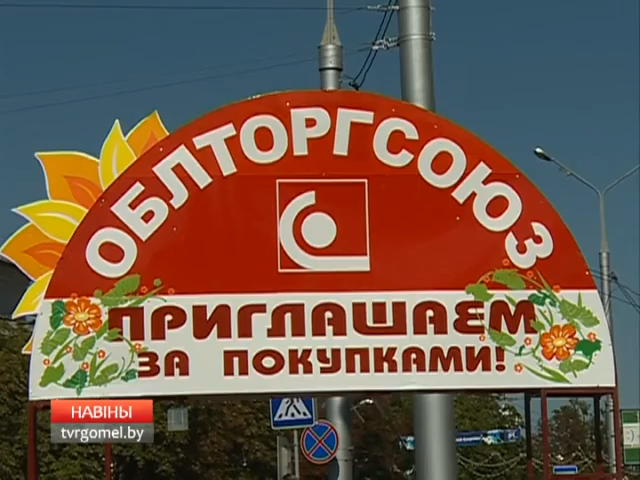 ОБЛТОРГСОЮЗ
ПРИГЛАШАЕМ
ЗА ПОКУПКАМИ!
НАВІНЫ
tvrgomel.by